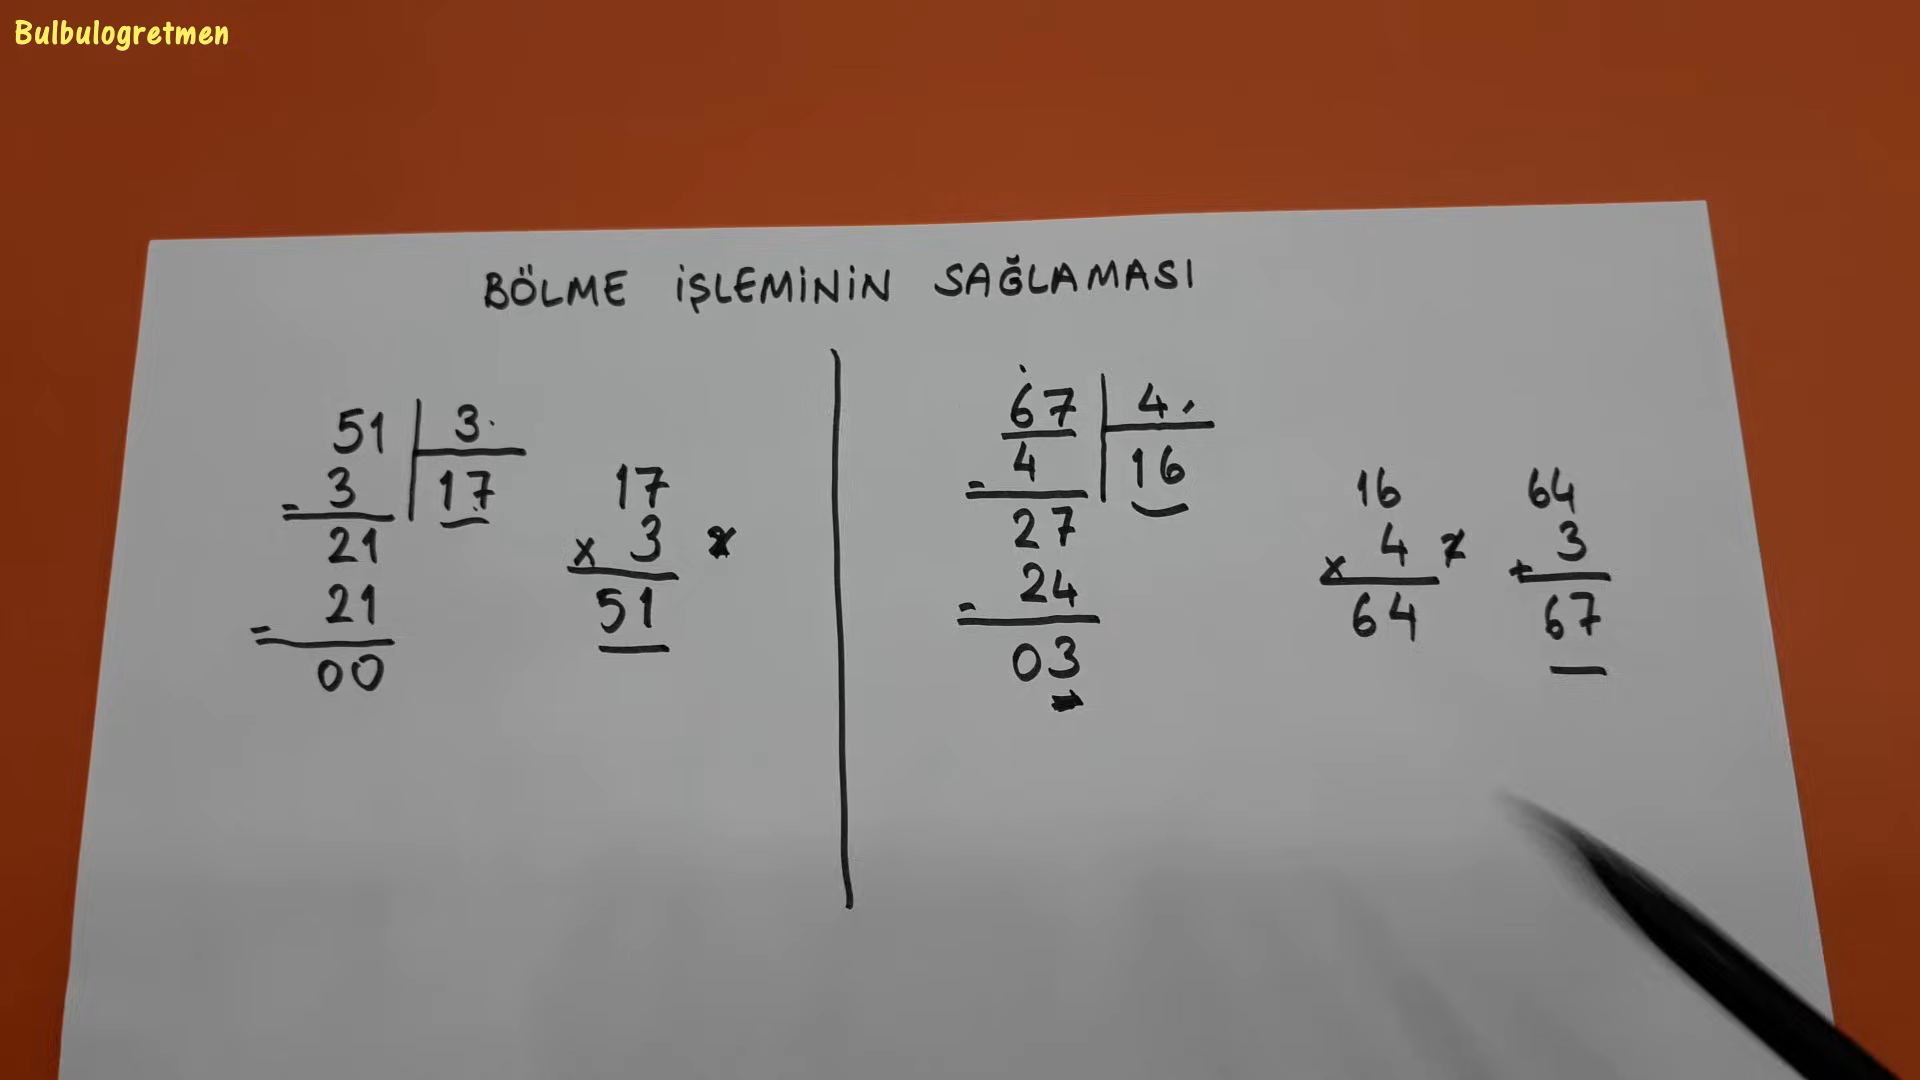 Bulbulogretmen
BÖLME İŞLEMİNİN SAĞLAMASI
51 3.
- 3 17
21
- 21
00
17
x 3 x
51
67 4.
- 4 16
27
- 24
03
16
x 4 x
64
64
+ 3
67